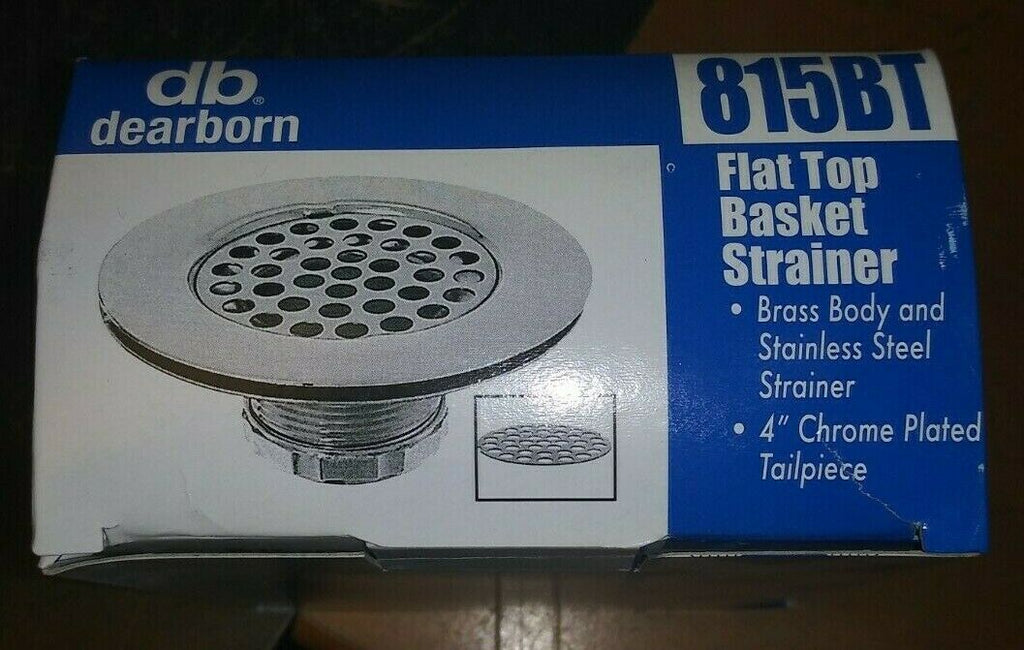 db®
dearborn
815BT
Flat Top
Basket
Strainer
• Brass Body and
Stainless Steel
Strainer
• 4" Chrome Plated
Tailpiece